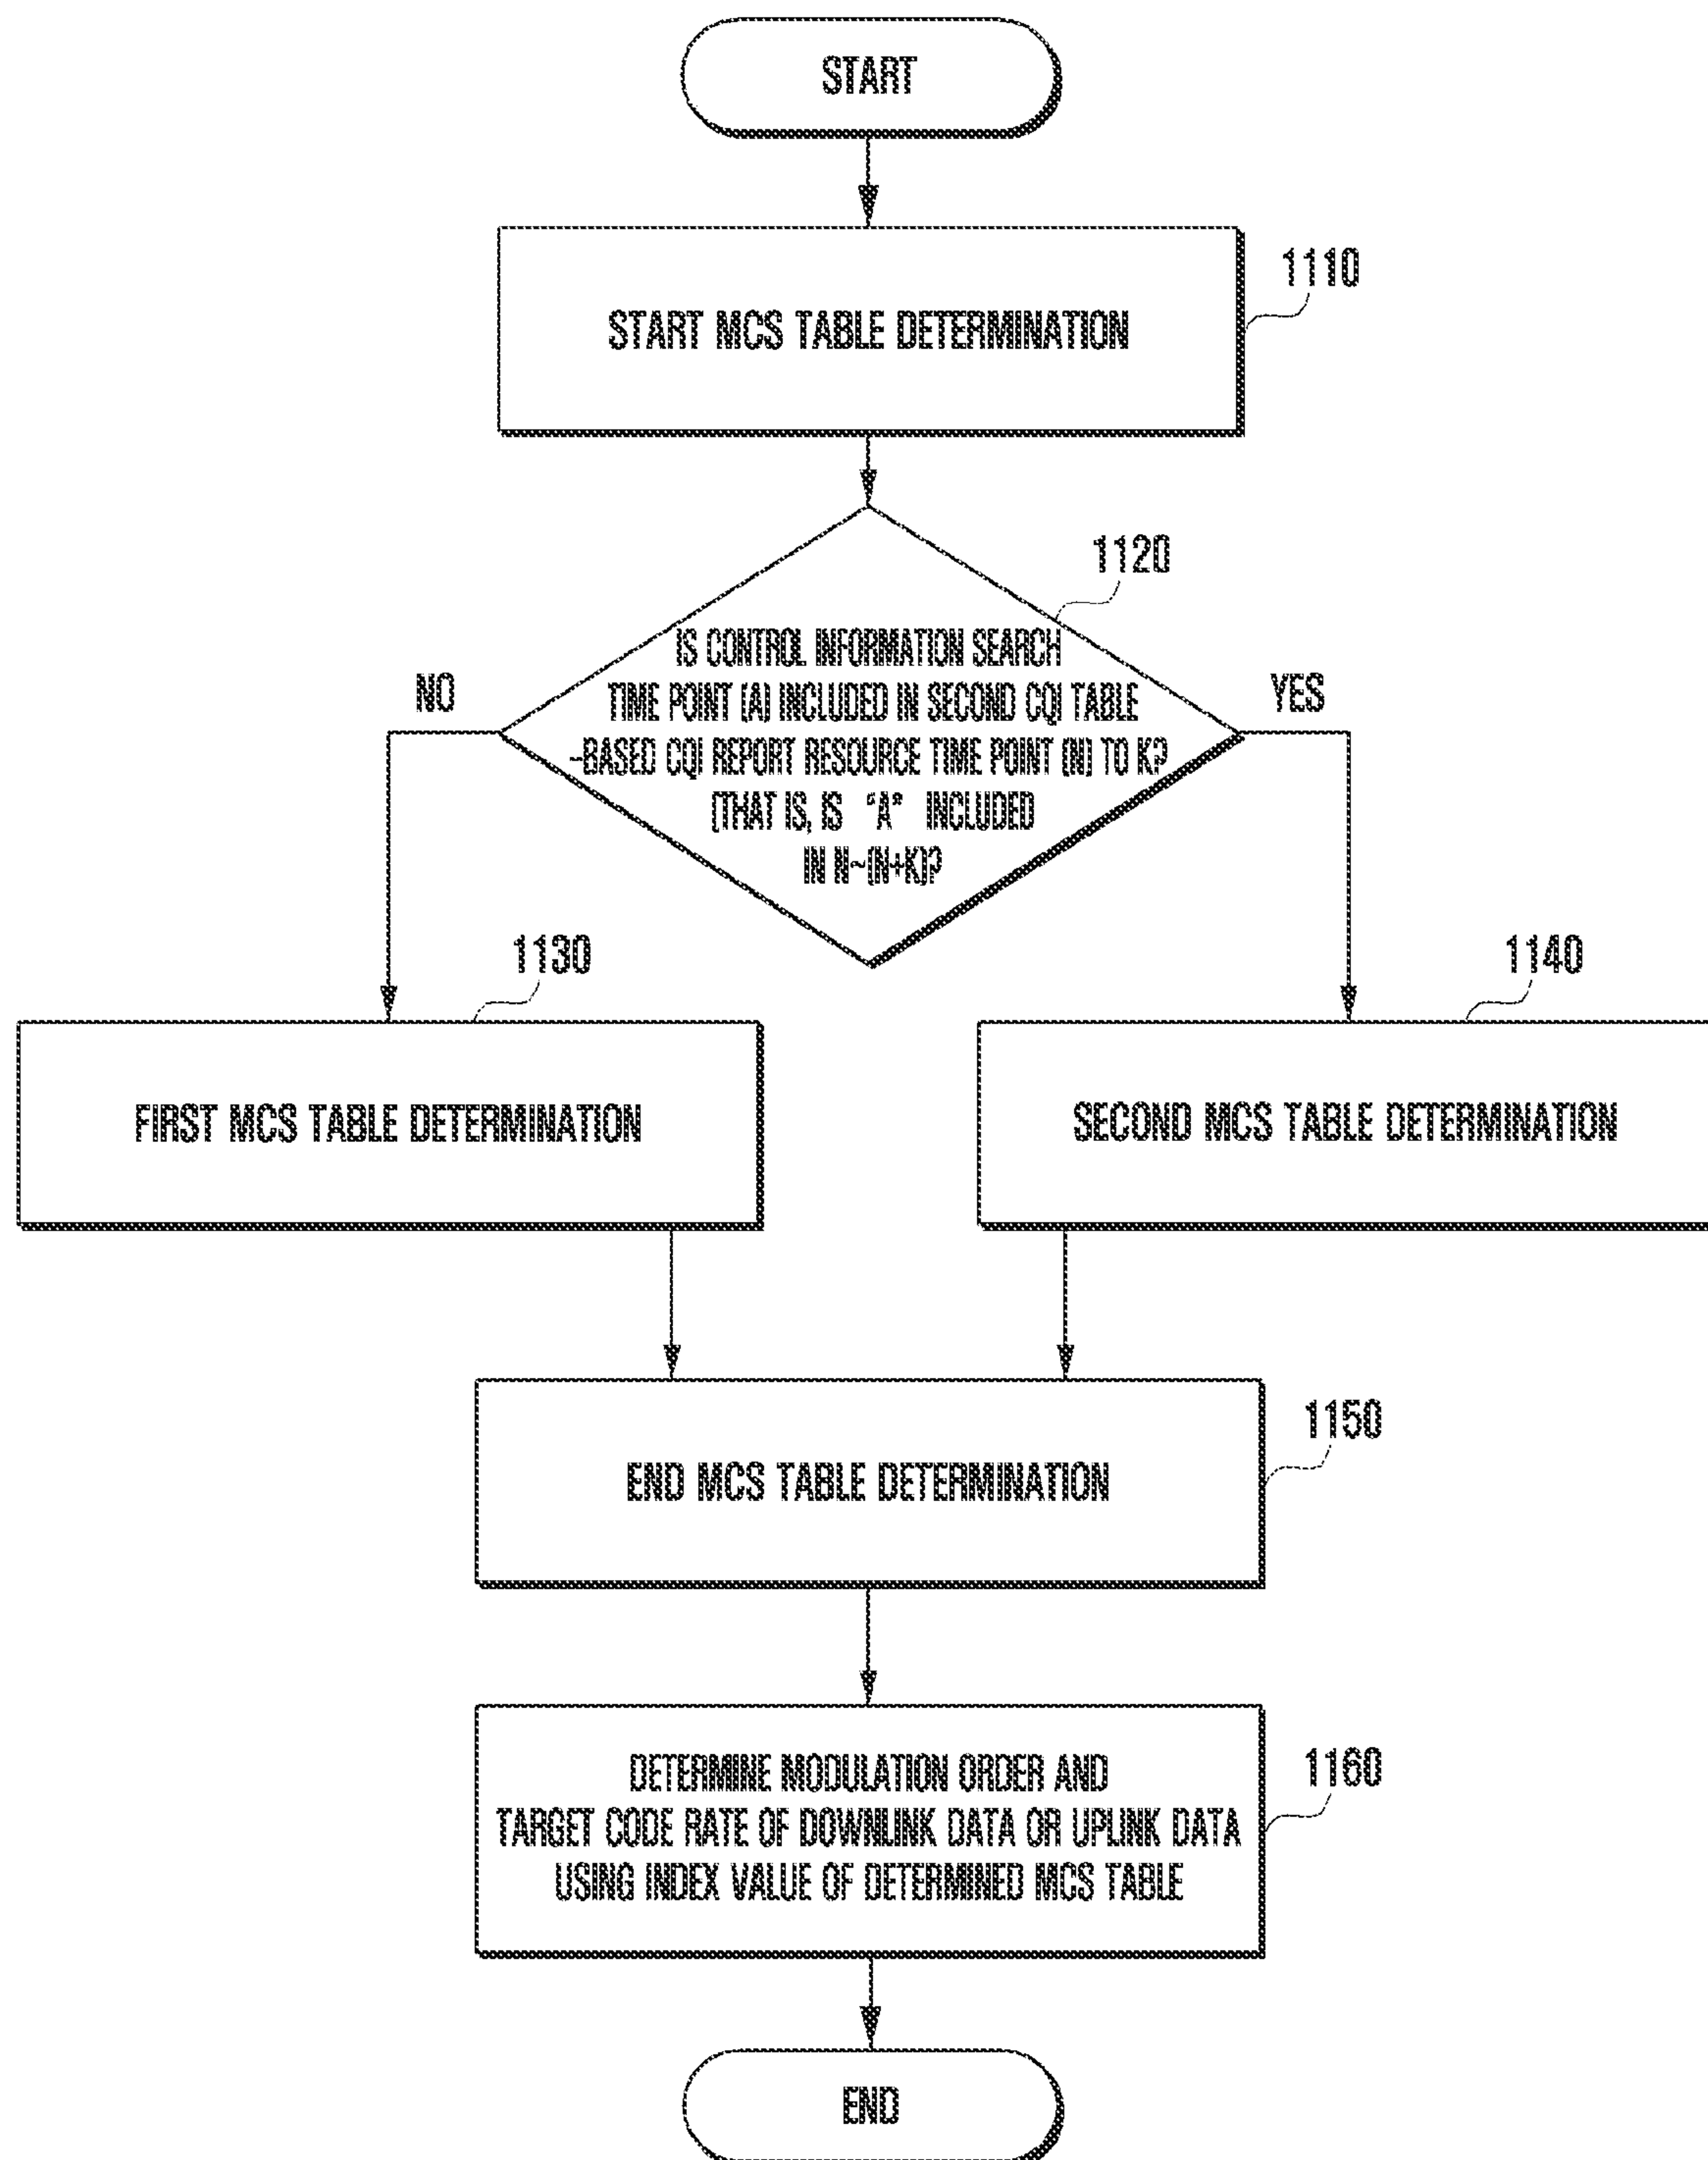 START
1110
START MCS TABLE DETERMINATION
1120
IS CONTROL INFORMATION SEARCH
TIME POINT (A) INCLUDED IN SECOND CQI TABLE
-BASED CQI REPORT RESOURCE TIME POINT (N) TO K?
(THAT IS, IS "A" INCLUDED
IN N~(N+K)?
NO
YES
1130
1140
FIRST MCS TABLE DETERMINATION
SECOND MCS TABLE DETERMINATION
1150
END MCS TABLE DETERMINATION
1160
DETERMINE MODULATION ORDER AND
TARGET CODE RATE OF DOWNLINK DATA OR UPLINK DATA
USING INDEX VALUE OF DETERMINED MCS TABLE
END